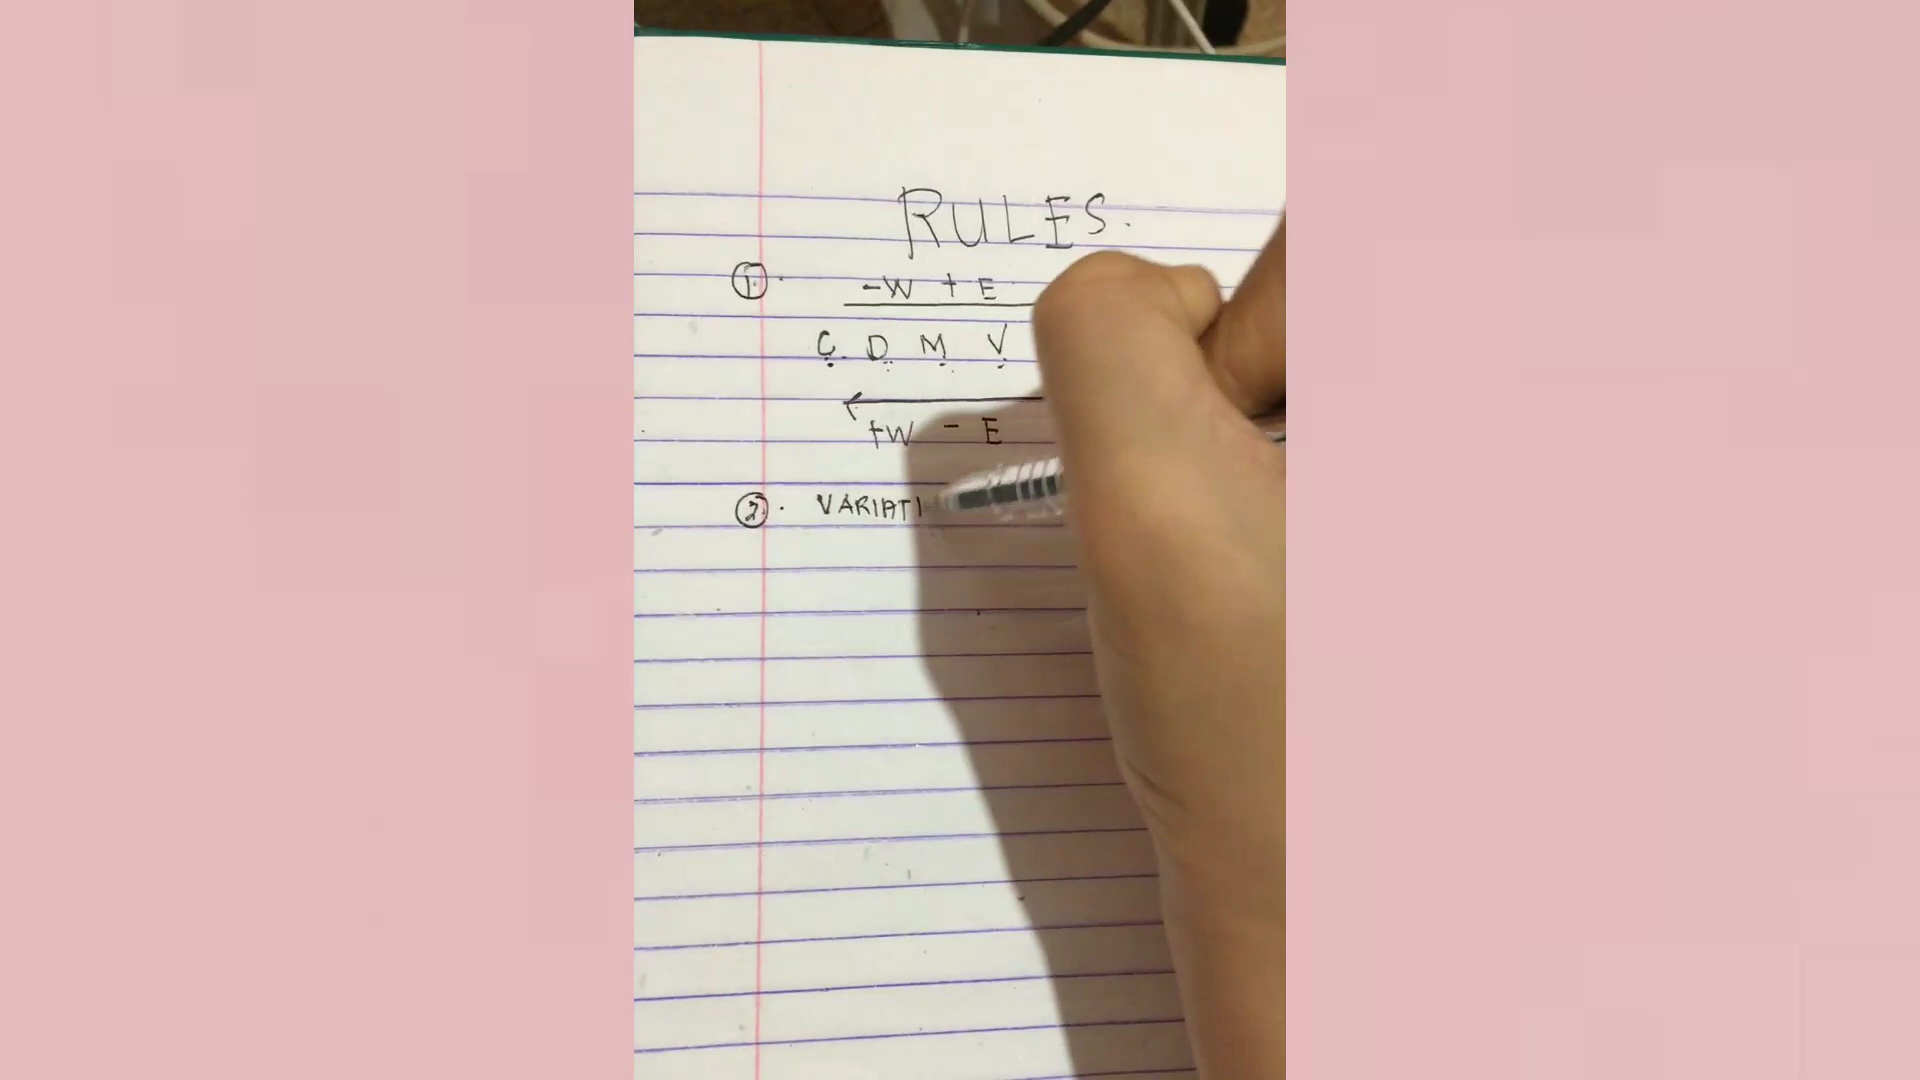 RULES.
1. -W + E
C. D M V
+W - E
2. VARIATI